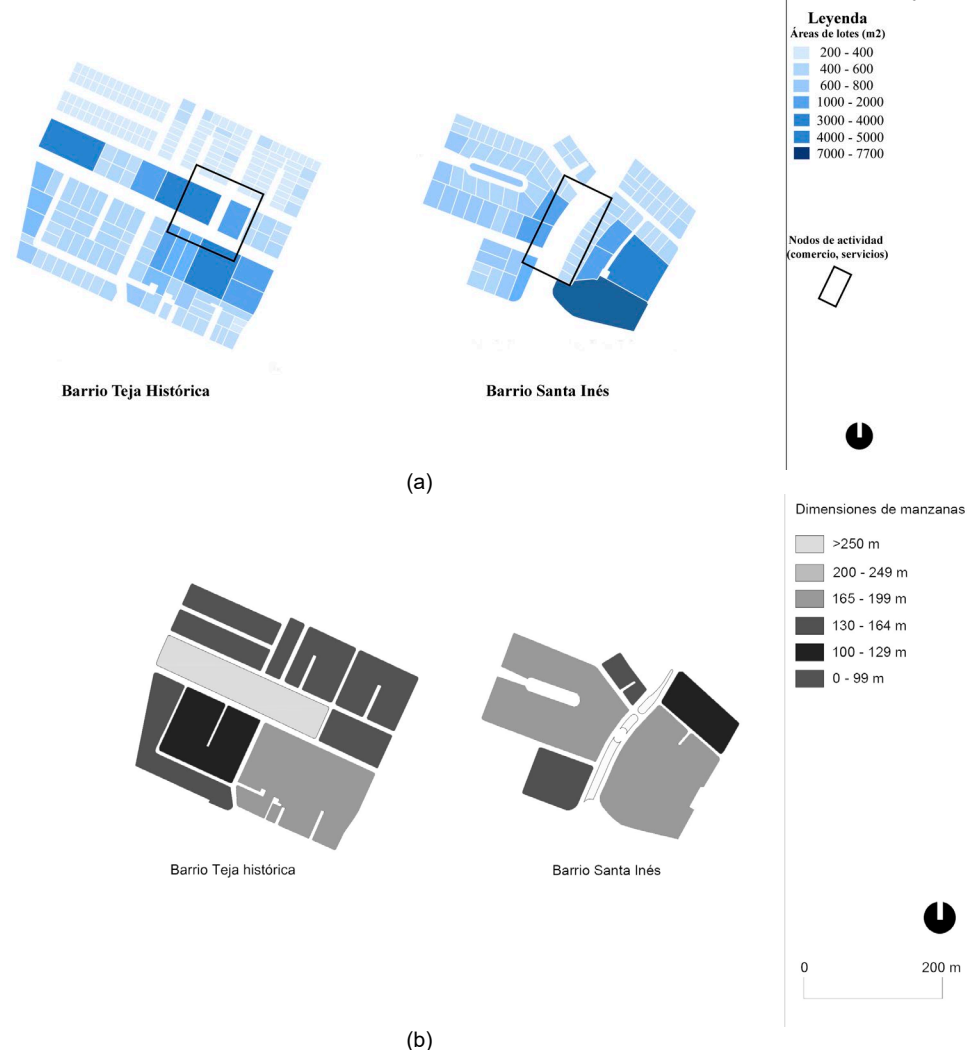 Leyenda
Áreas de lotes (m2)
200 - 400
400 - 600
600 - 800
1000 - 2000
3000 - 4000
4000 - 5000
7000 - 7700
Nodos de actividad
(comercio, servicios)
Barrio Teja Histórica
Barrio Santa Inés
(a)
Dimensiones de manzanas
>250 m
200 - 249 m
165 - 199 m
130 - 164 m
100 - 129 m
0 - 99 m
Barrio Teja histórica
Barrio Santa Inés
0 200 m
(b)